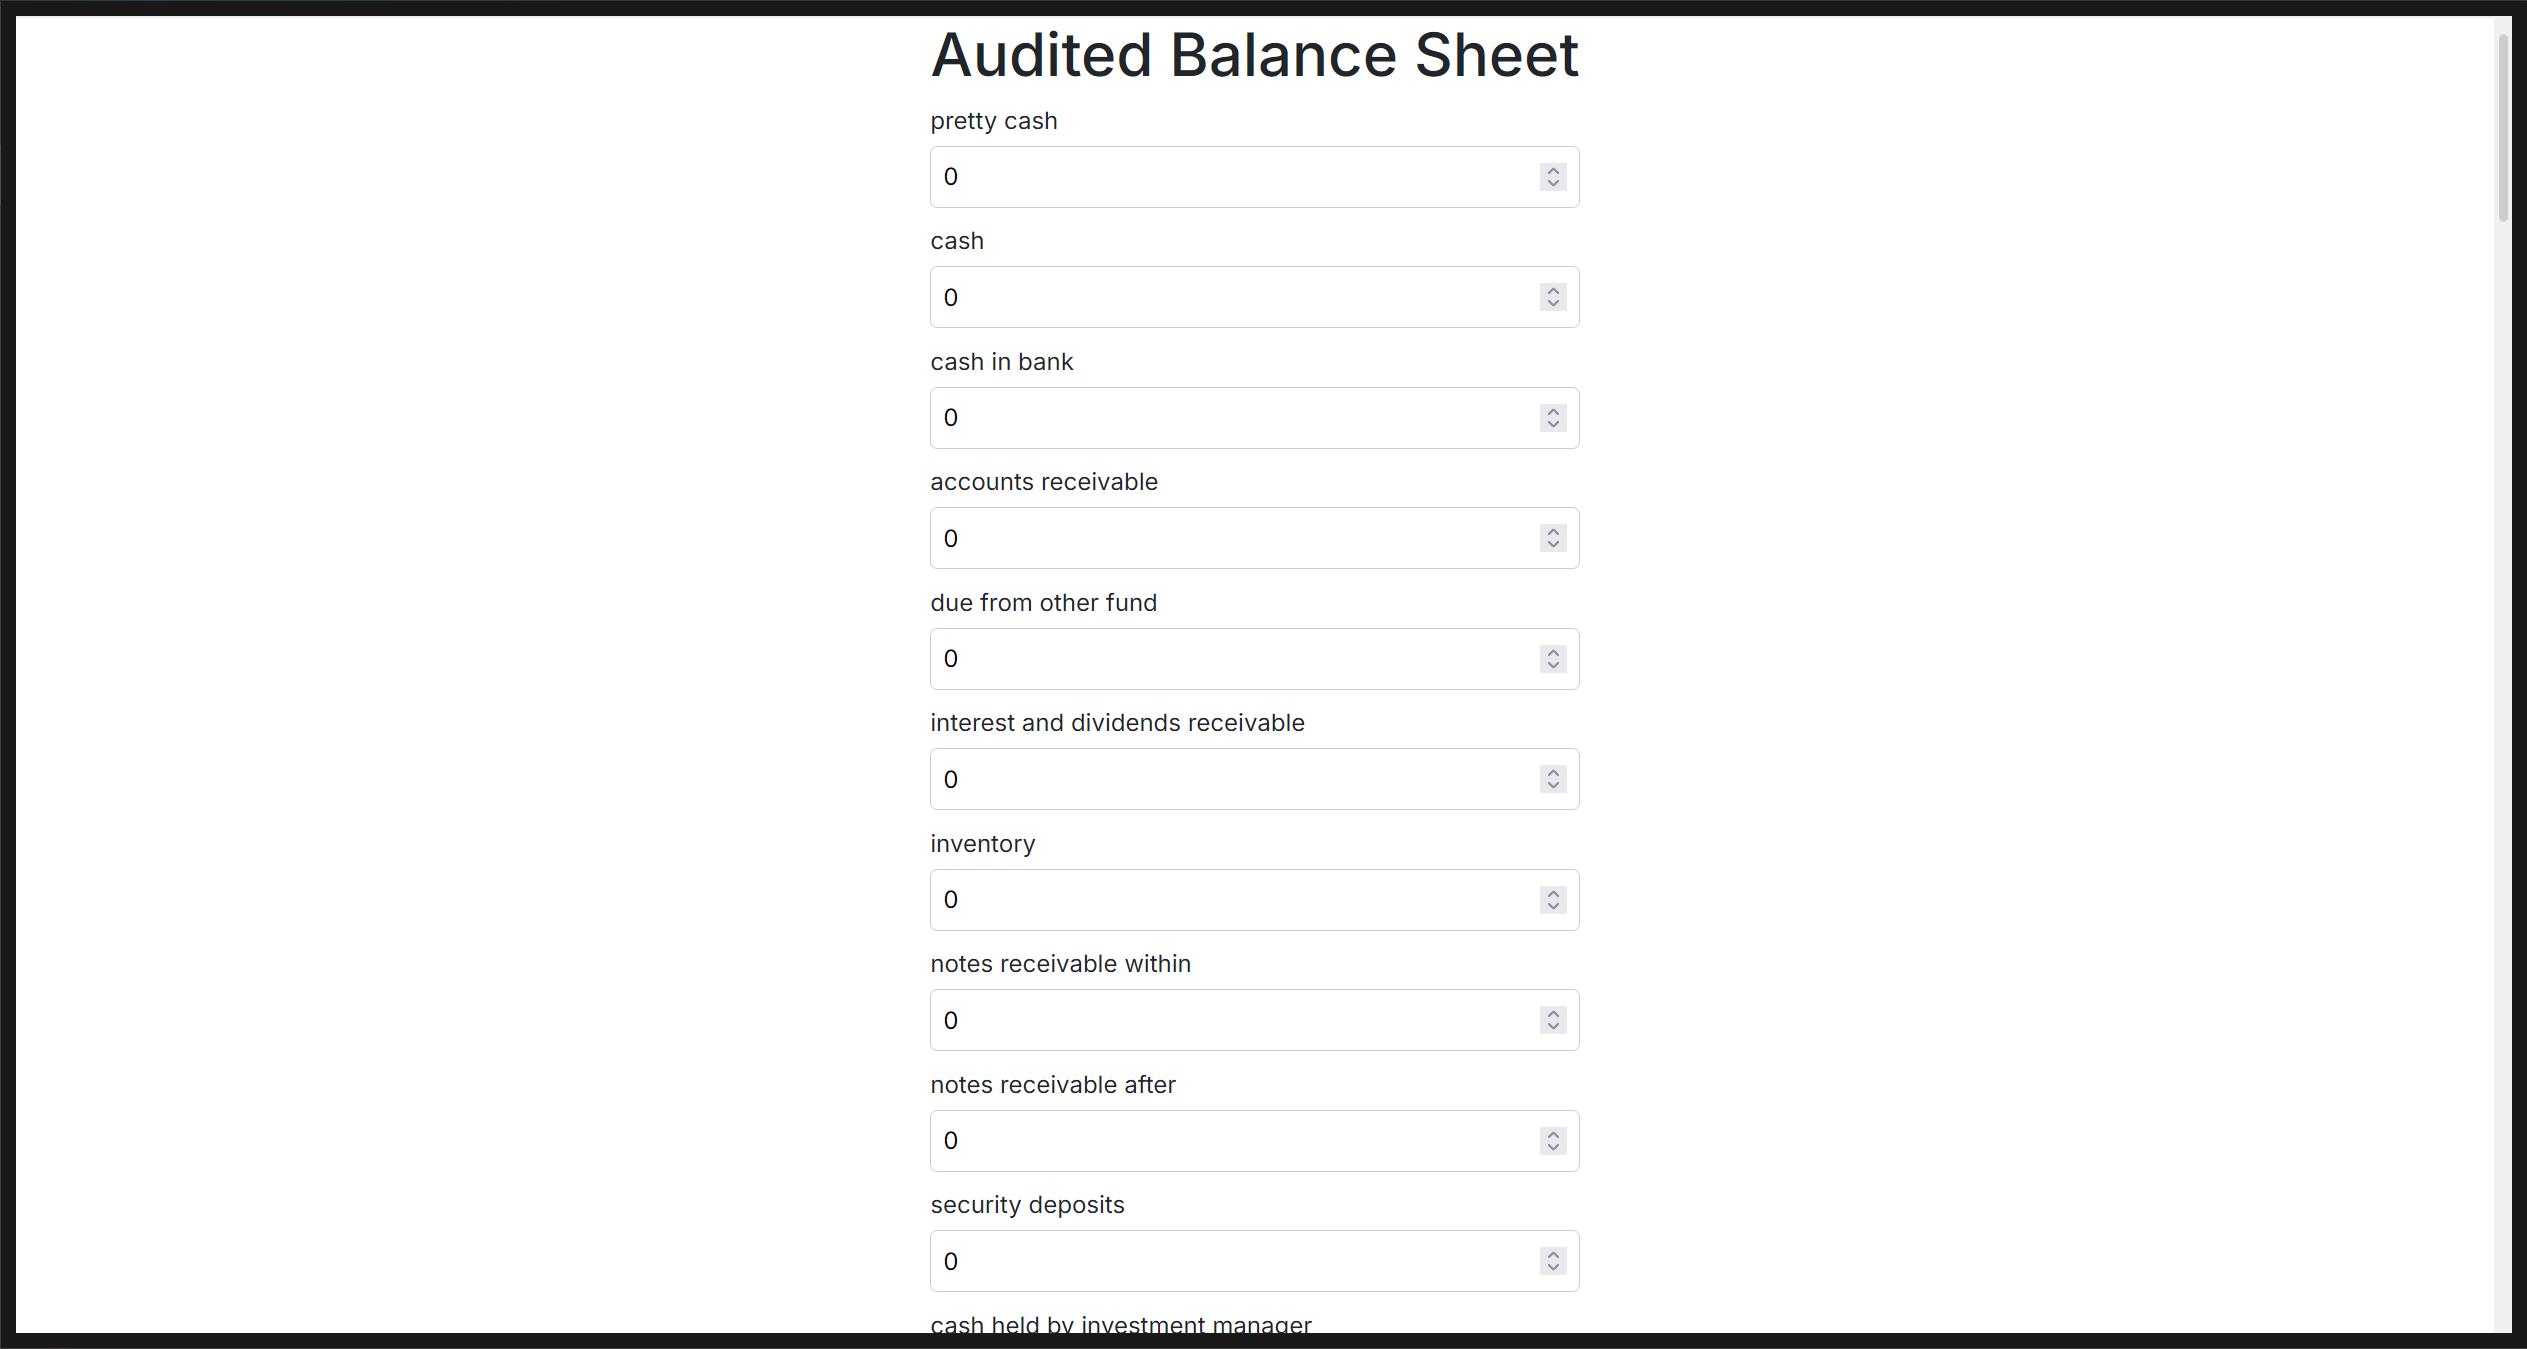 Audited Balance Sheet
pretty cash
0
cash
0
cash in bank
0
accounts receivable
0
due from other fund
0
interest and dividends receivable
0
inventory
0
notes receivable within
0
notes receivable after
0
security deposits
0
cash held by investment manager